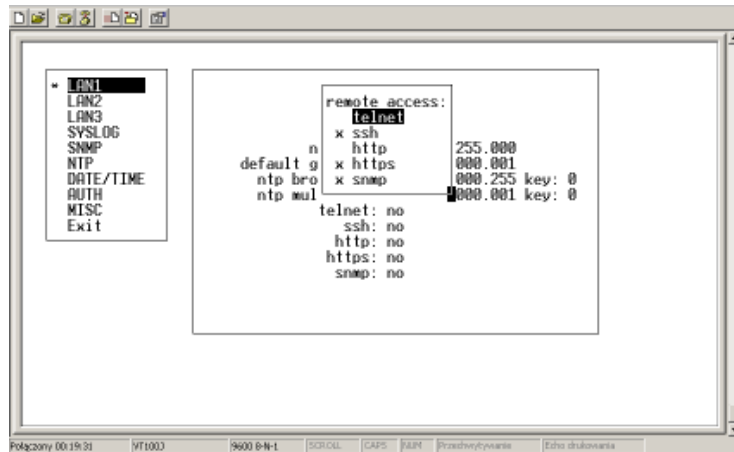 * LAN1
LAN2
LAN3
SYSLOG
SNMP
NTP
DATE/TIME
AUTH
MISC
Exit
remote access:
telnet
x ssh
n http 255.000
default g x https 000.001
ntp bro x snmp 000.255 key: 0
ntp mul 000.001 key: 0
telnet: no
ssh: no
http: no
https: no
snmp: no
Połączony 00:19:31 VT100J 9600 8-N-1 SCROLL CAPS NUM Przechwytywanie Echo drukowania